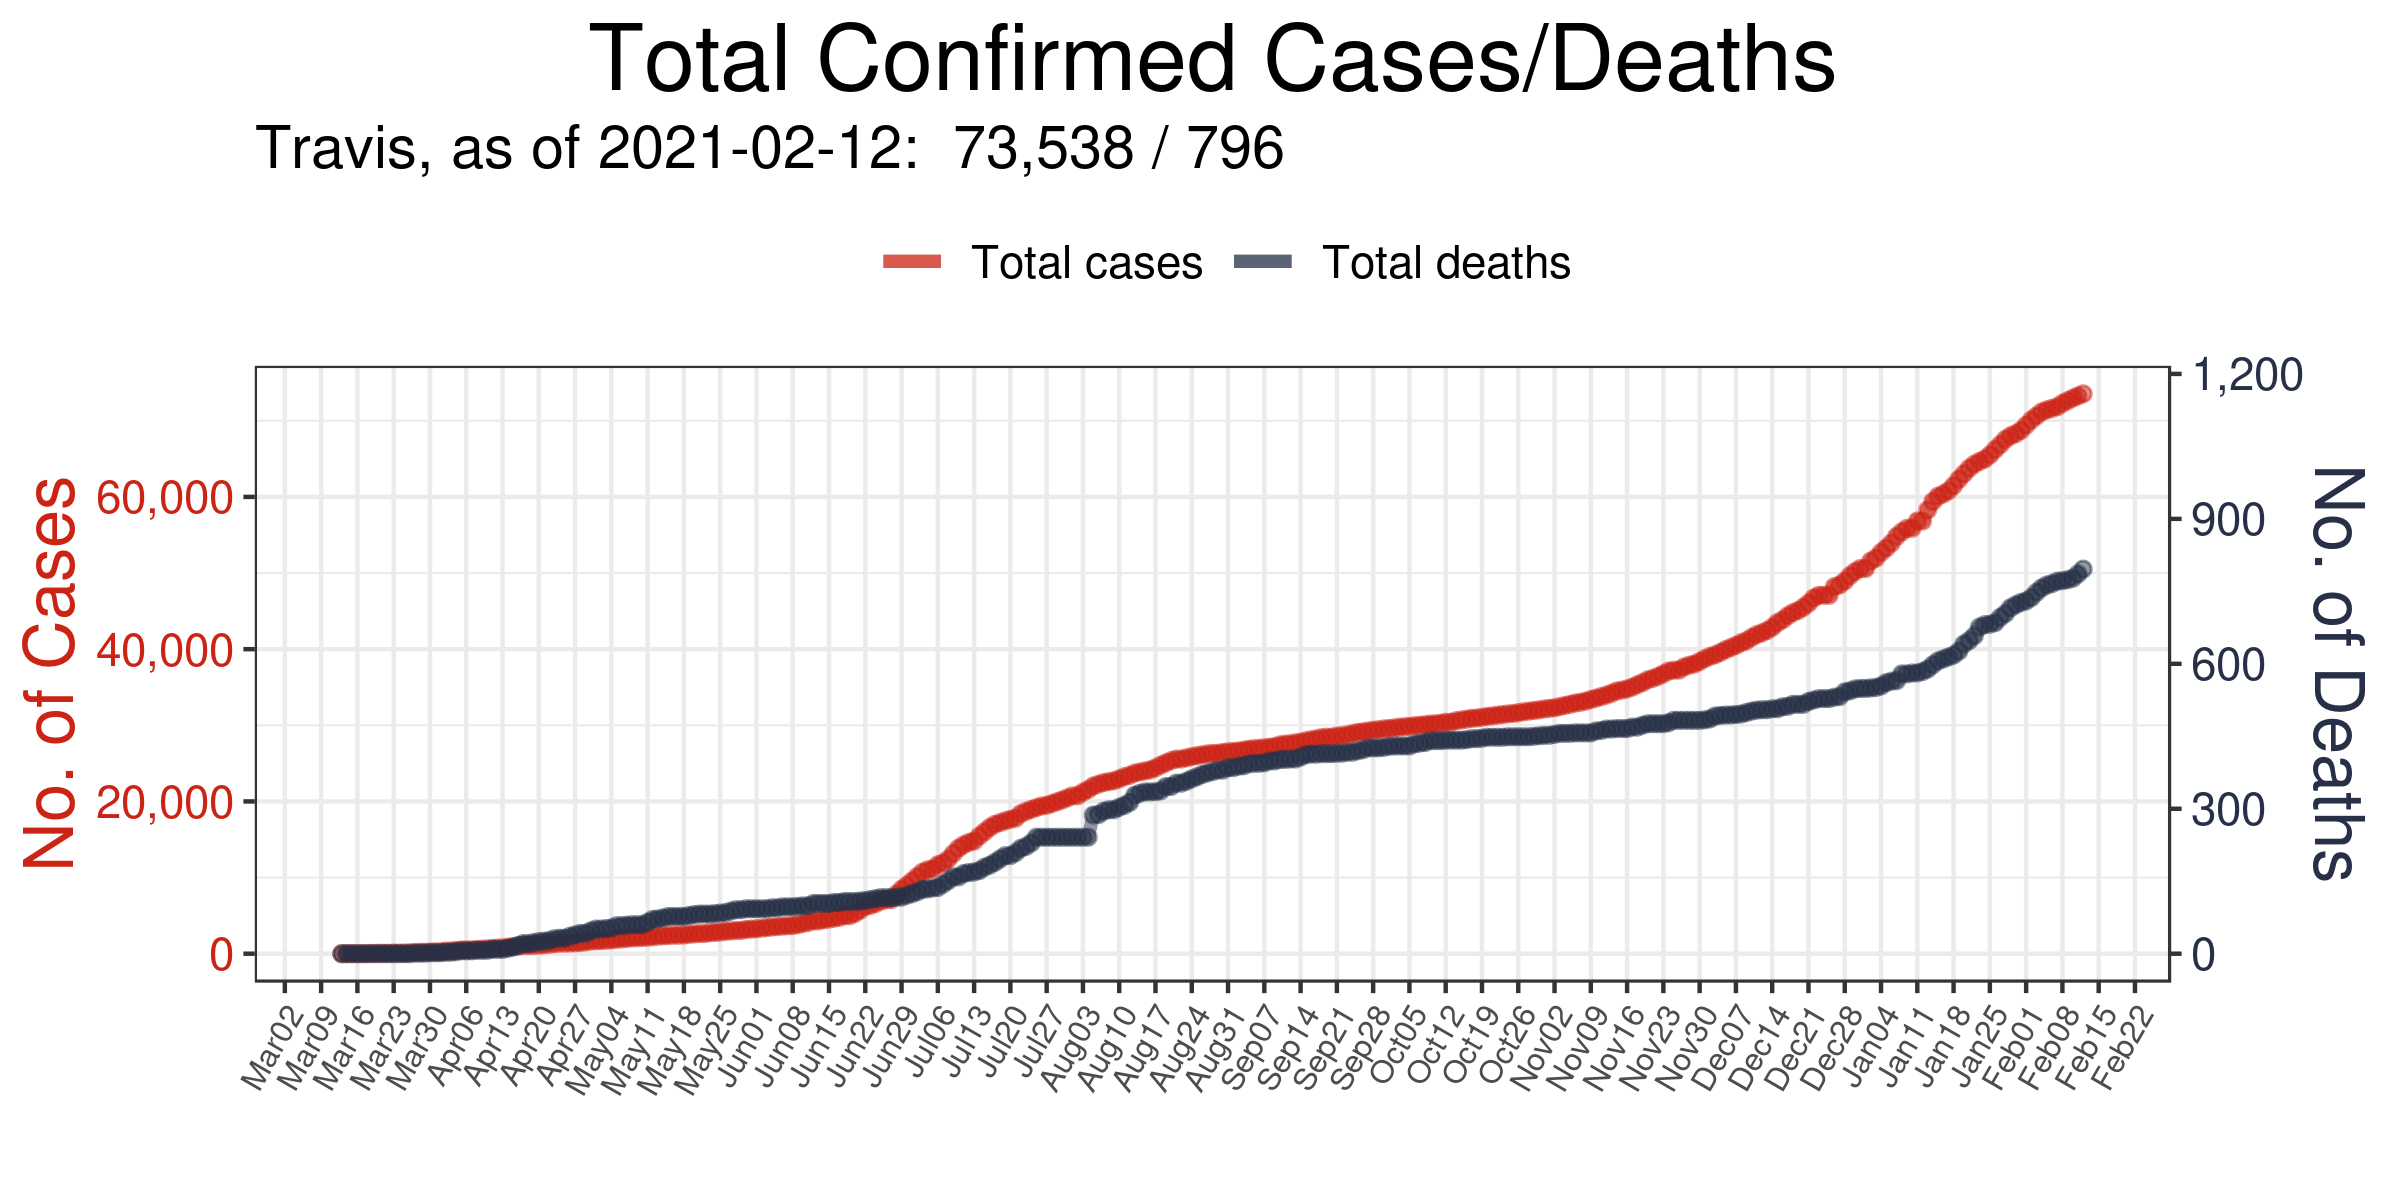 Total Confirmed Cases/Deaths
Travis, as of 2021-02-12:  73,538 / 796
Total cases
Total deaths
No. of Cases
60,000
40,000
20,000
0
1,200
900
600
300
0
No. of Deaths
Mar02
Mar09
Mar16
Mar23
Mar30
Apr06
Apr13
Apr20
Apr27
May04
May11
May18
May25
Jun01
Jun08
Jun15
Jun22
Jun29
Jul06
Jul13
Jul20
Jul27
Aug03
Aug10
Aug17
Aug24
Aug31
Sep07
Sep14
Sep21
Sep28
Oct05
Oct12
Oct19
Oct26
Nov02
Nov09
Nov16
Nov23
Nov30
Dec07
Dec14
Dec21
Dec28
Jan04
Jan11
Jan18
Jan25
Feb01
Feb08
Feb15
Feb22